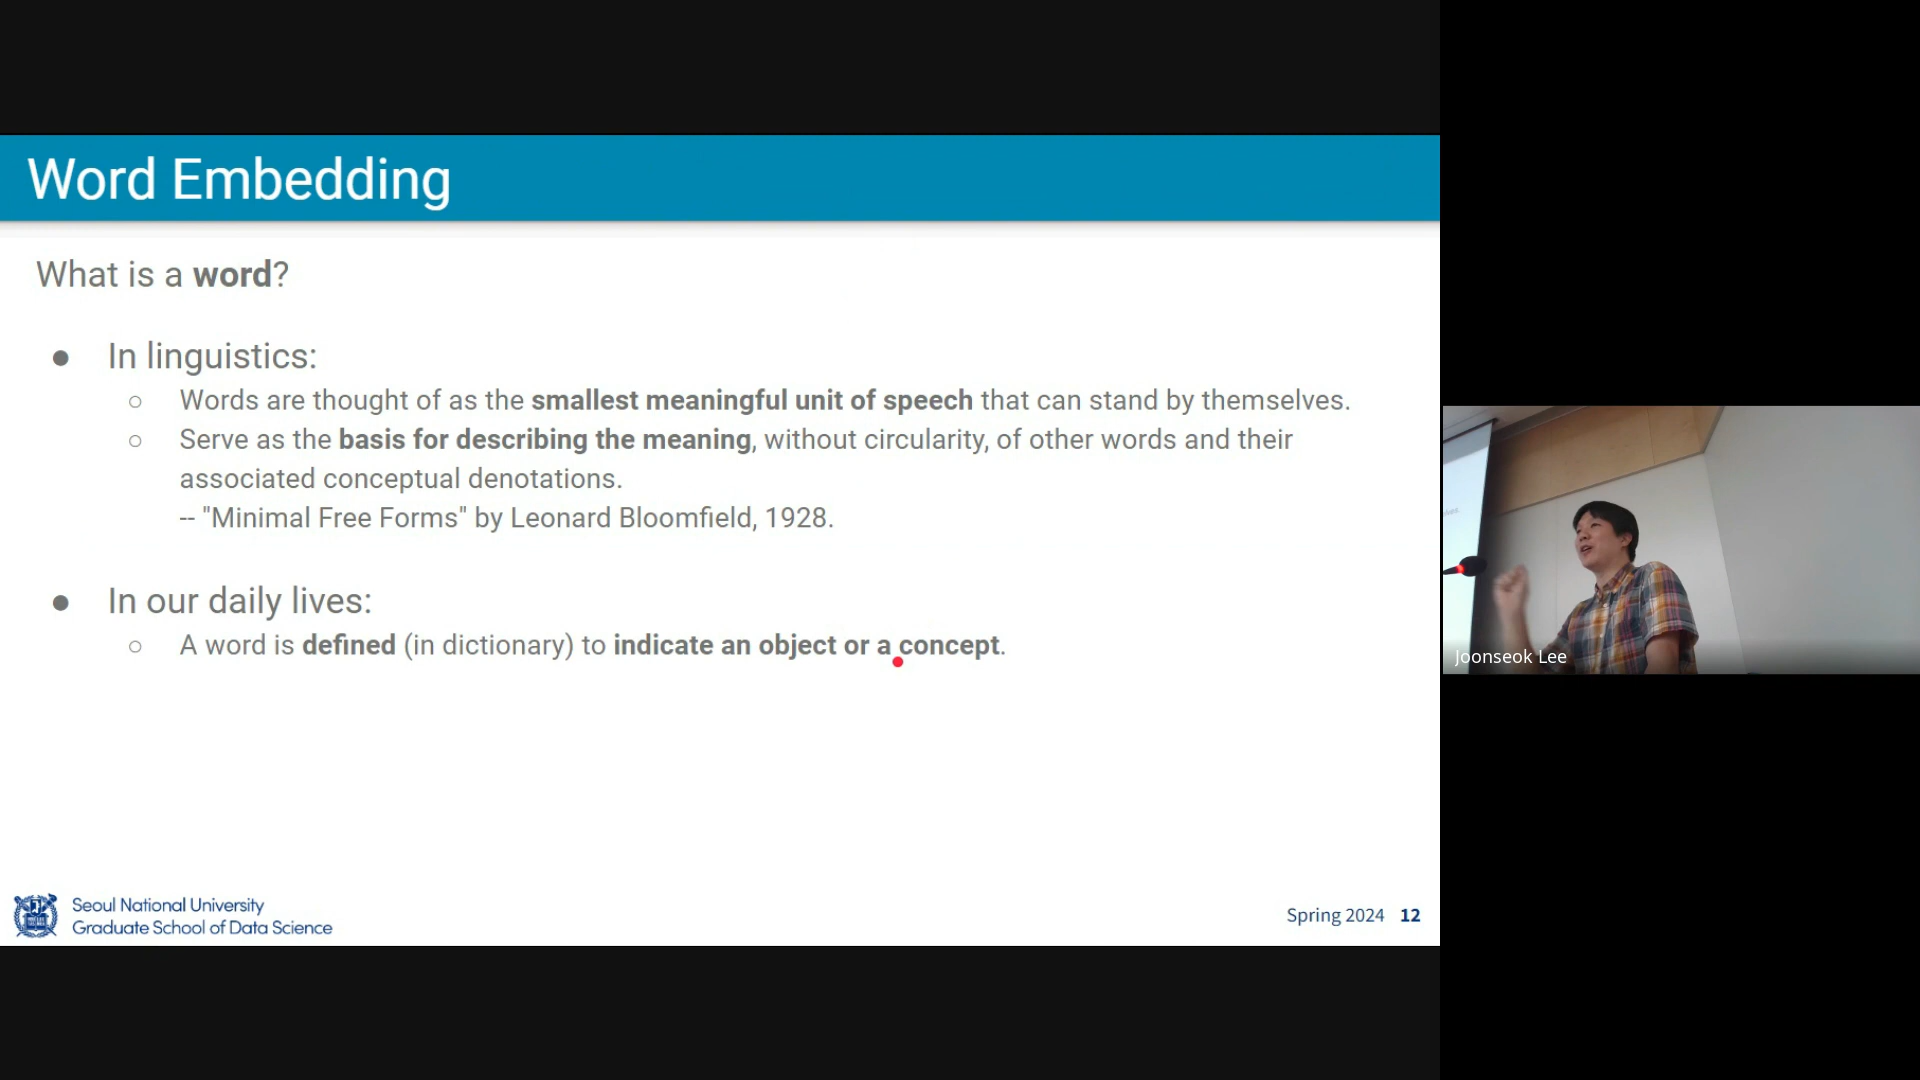 Word Embedding
What is a word?
● In linguistics:
○ Words are thought of as the smallest meaningful unit of speech that can stand by themselves.
○ Serve as the basis for describing the meaning, without circularity, of other words and their
associated conceptual denotations.
-- "Minimal Free Forms" by Leonard Bloomfield, 1928.
● In our daily lives:
○ A word is defined (in dictionary) to indicate an object or a concept.
Joonseok Lee
Seoul National University
Graduate School of Data Science
Spring 2024 12